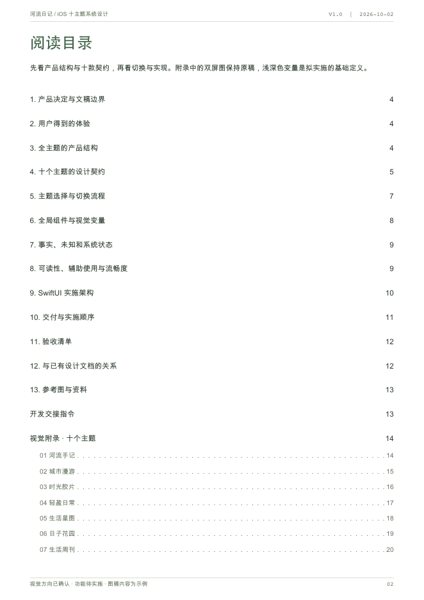 河流日记 / iOS 十主题系统设计 V1.0 | 2026-10-02
阅读目录
先看产品结构与十款契约，再看切换与实现。附录中的双屏图保持原稿，浅深色变量是拟实施的基础定义。
1. 产品决定与文稿边界 4
2. 用户得到的体验 4
3. 全主题的产品结构 4
4. 十个主题的设计契约 5
5. 主题选择与切换流程 7
6. 全局组件与视觉变量 8
7. 事实、未知和系统状态 9
8. 可读性、辅助使用与流畅度 9
9. SwiftUI 实施架构 10
10. 交付与实施顺序 11
11. 验收清单 12
12. 与已有设计文档的关系 12
13. 参考图与资料 13
开发交接指令 13
视觉附录 · 十个主题 14
01 河流手记 14
02 城市漫游 15
03 时光胶片 16
04 轻盈日常 17
05 生活星图 18
06 日子花园 19
07 生活周刊 20
视觉方向已确认 · 功能待实施 · 图稿内容为示例 02